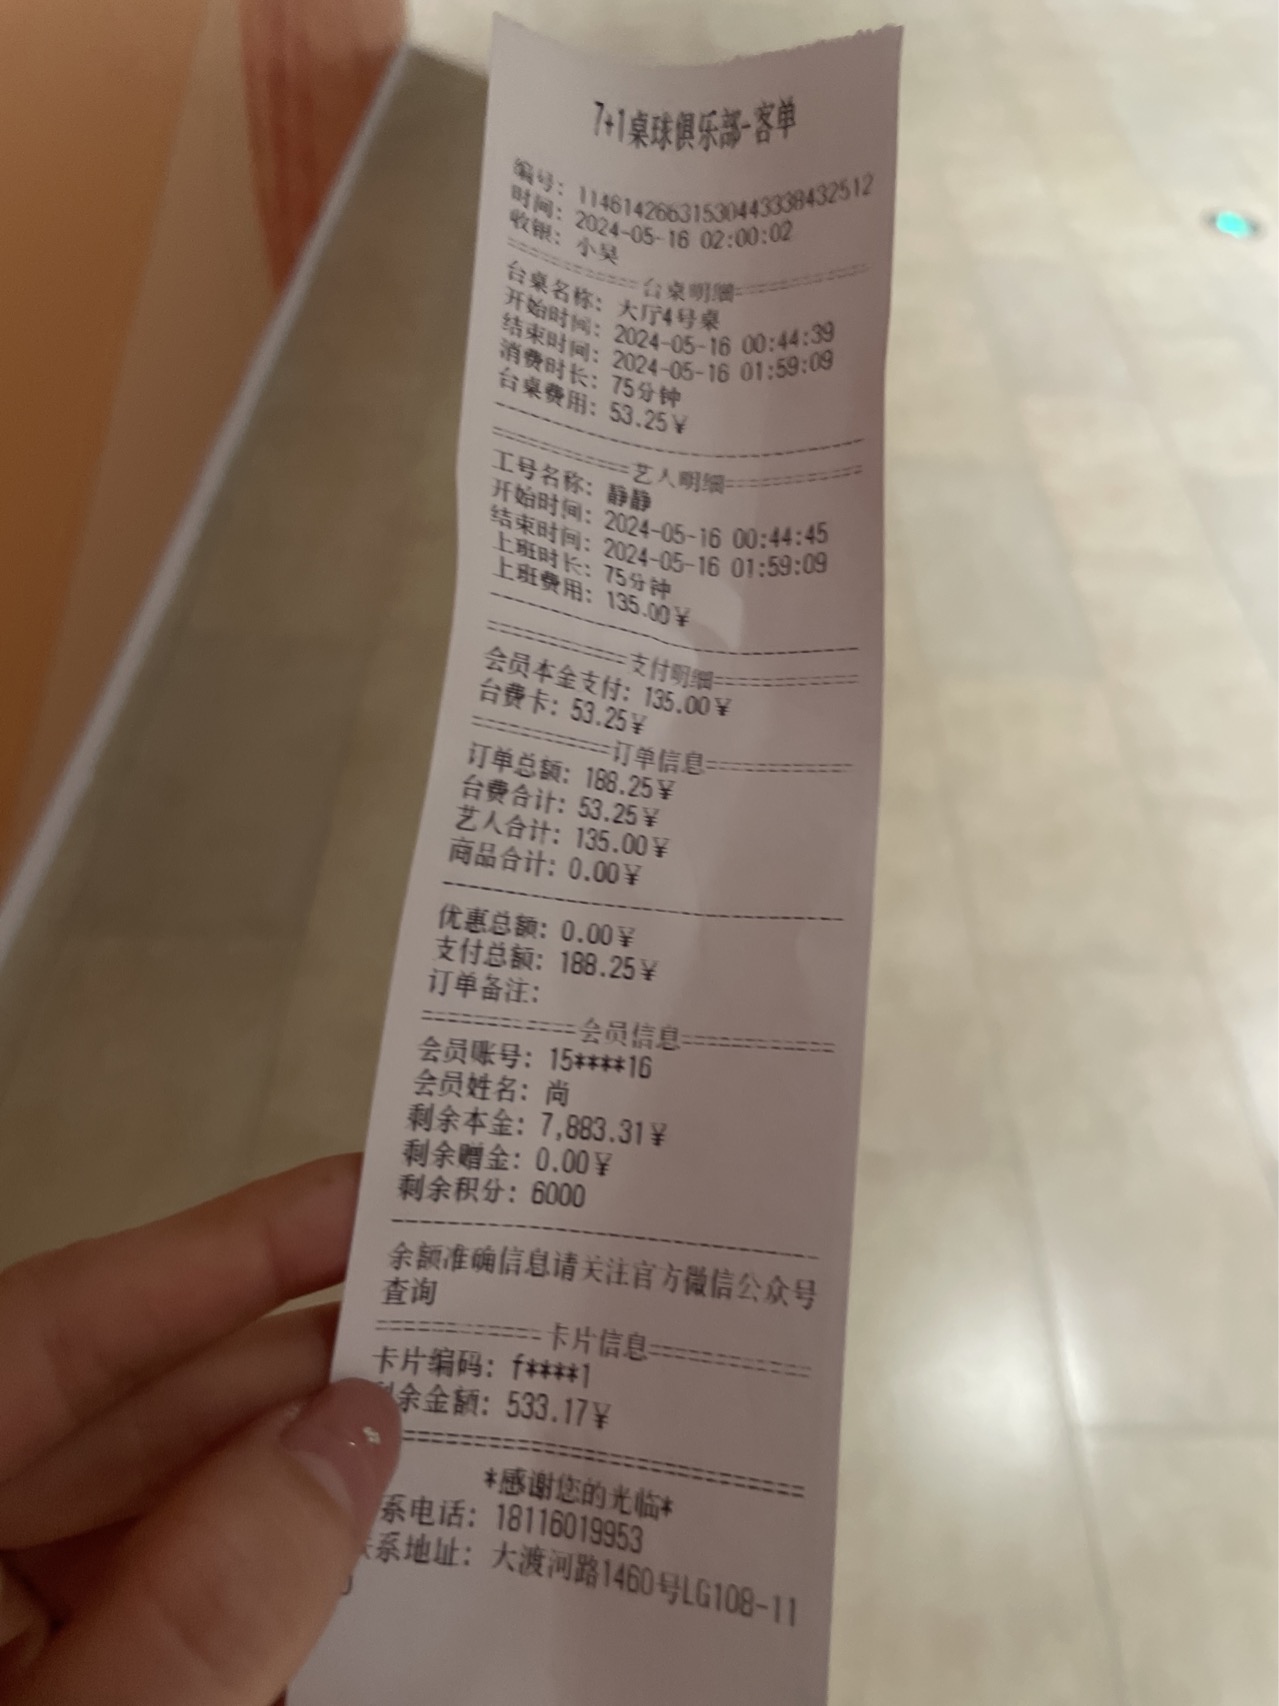 7+1桌球俱乐部-客单
编号: 11461426631530443338432512
时间: 2024-05-16 02:00:02
收银: 小吴
==========台桌明细==========
台桌名称: 大厅4号桌
开始时间: 2024-05-16 00:44:39
结束时间: 2024-05-16 01:59:09
消费时长: 75分钟
台桌费用: 53.25¥
==========艺人明细==========
工号名称: 静静
开始时间: 2024-05-16 00:44:45
结束时间: 2024-05-16 01:59:09
上班时长: 75分钟
上班费用: 135.00¥
==========支付明细==========
会员本金支付: 135.00¥
台费卡: 53.25¥
==========订单信息==========
订单总额: 188.25¥
台费合计: 53.25¥
艺人合计: 135.00¥
商品合计: 0.00¥
优惠总额: 0.00¥
支付总额: 188.25¥
订单备注:
==========会员信息==========
会员账号: 15****16
会员姓名: 尚
剩余本金: 7,883.31¥
剩余赠金: 0.00¥
剩余积分: 6000
余额准确信息请关注官方微信公众号
查询
==========卡片信息==========
卡片编码: f****1
余金额: 533.17¥
*感谢您的光临*
系电话: 18116019953
系地址: 大渡河路1460号LG108-11